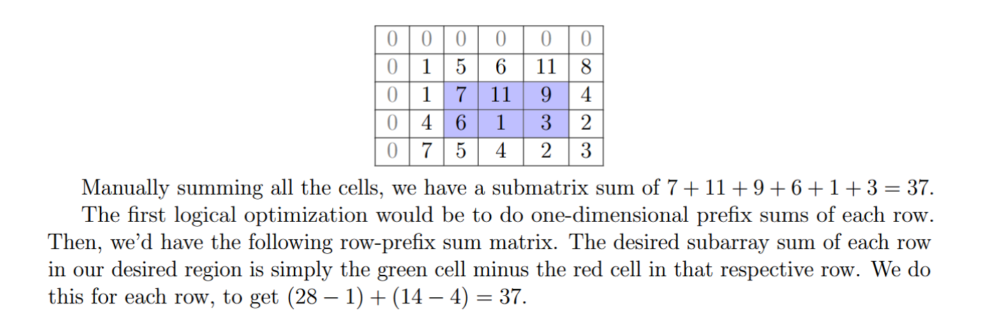 0 0 0 0 0 0
0 1 5 6 11 8
0 1 7 11 9 4
0 4 6 1 3 2
0 7 5 4 2 3
Manually summing all the cells, we have a submatrix sum of 7 + 11 + 9 + 6 + 1 + 3 = 37.
The first logical optimization would be to do one-dimensional prefix sums of each row.
Then, we'd have the following row-prefix sum matrix. The desired subarray sum of each row
in our desired region is simply the green cell minus the red cell in that respective row. We do
this for each row, to get (28 − 1) + (14 − 4) = 37.